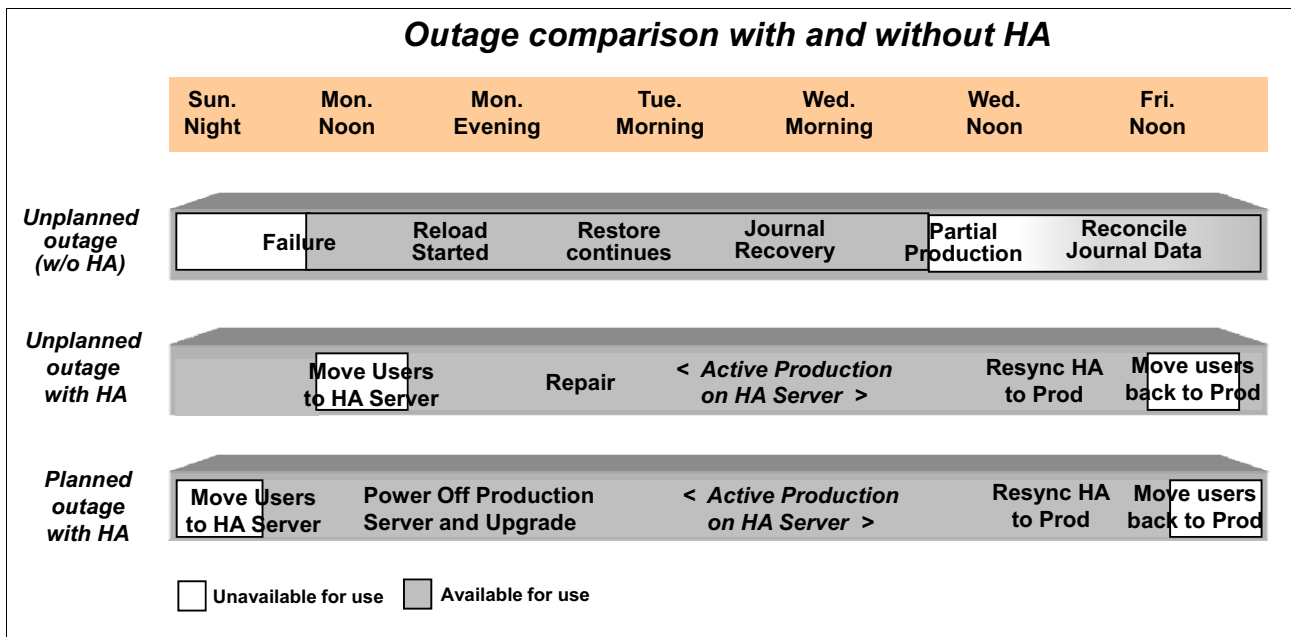 Outage comparison with and without HA
Sun. Night
Mon. Noon
Mon. Evening
Tue. Morning
Wed. Morning
Wed. Noon
Fri. Noon
Unplanned
outage
(w/o HA)
Failure
Reload
Started
Restore
continues
Journal
Recovery
Partial
Production
Reconcile
Journal Data
Unplanned
outage
with HA
Move Users
to HA Server
Repair
< Active Production
on HA Server >
Resync HA
to Prod
Move users
back to Prod
Planned
outage
with HA
Move Users
to HA Server
Power Off Production
Server and Upgrade
< Active Production
on HA Server >
Resync HA
to Prod
Move users
back to Prod
Unavailable for use
Available for use